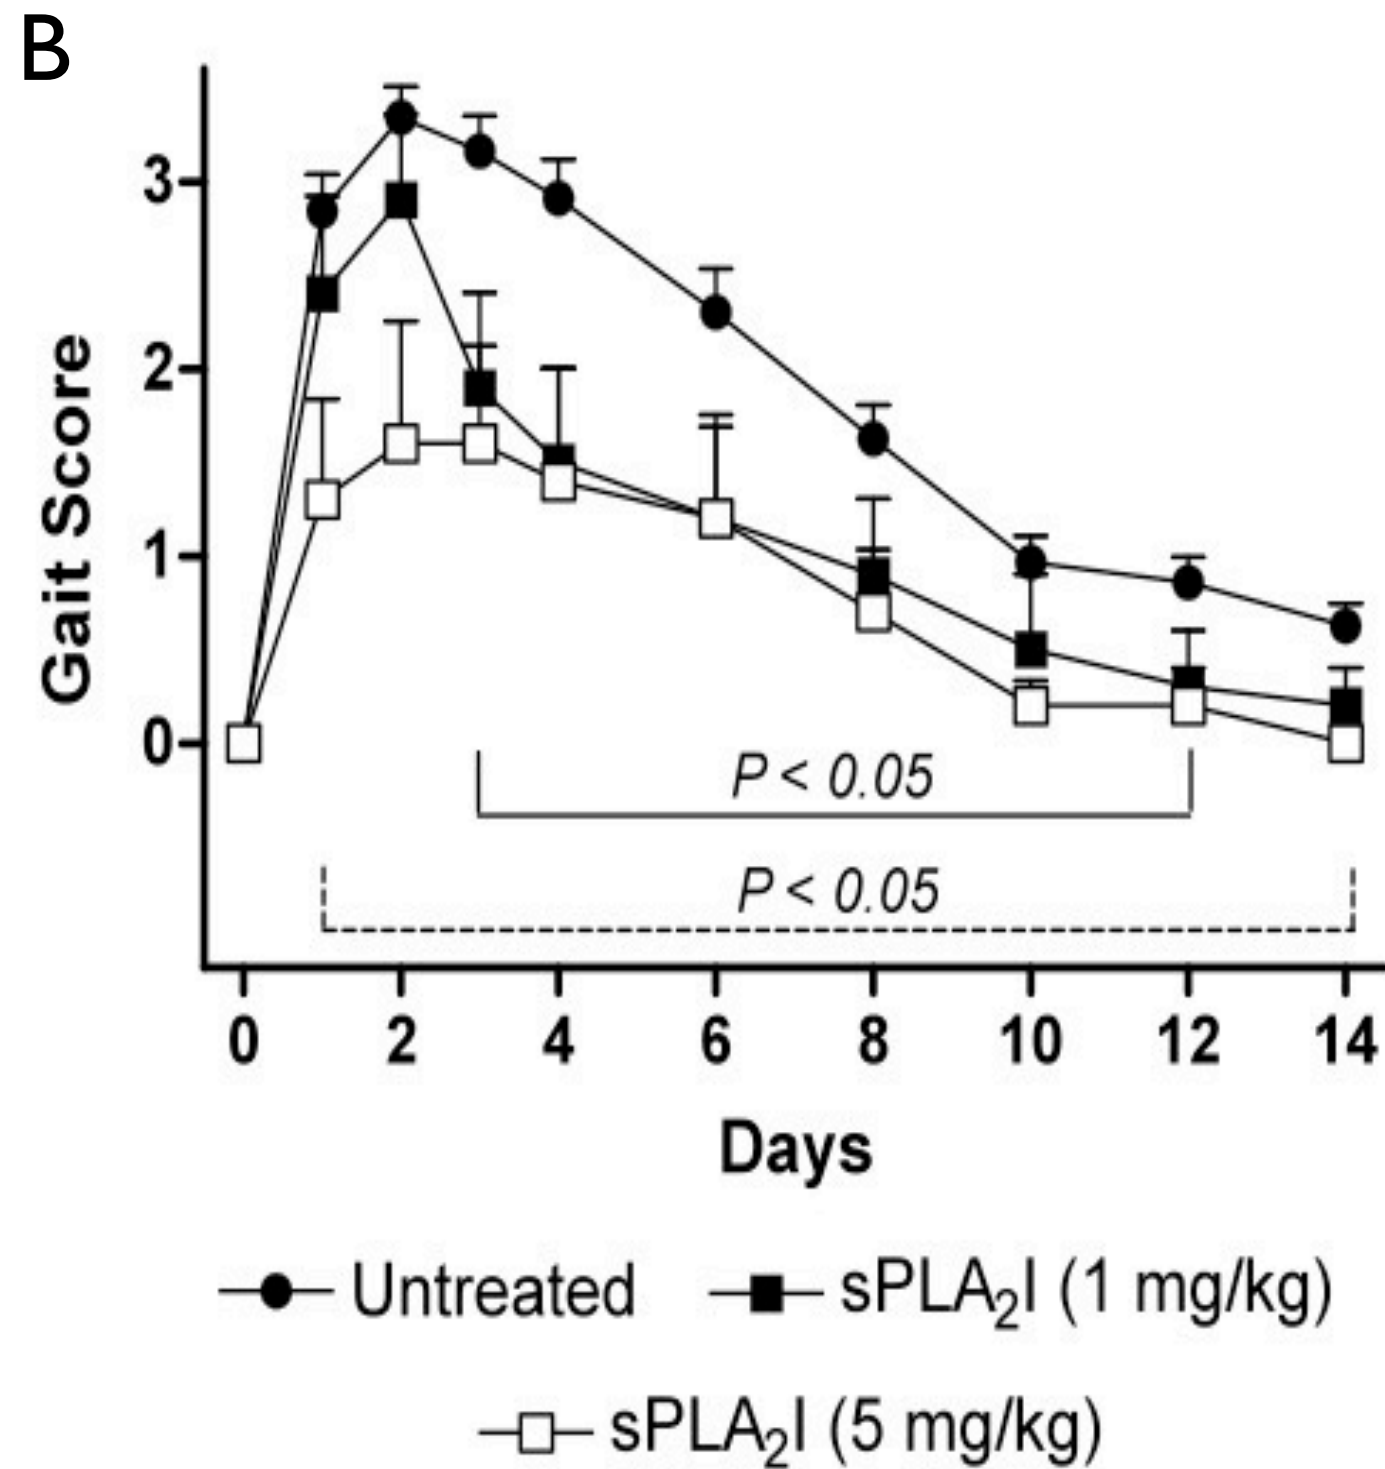 B
Gait Score
3
2
1
0
P < 0.05
P < 0.05
0 2 4 6 8 10 12 14
Days
Untreated sPLA₂I (1 mg/kg)
sPLA₂I (5 mg/kg)